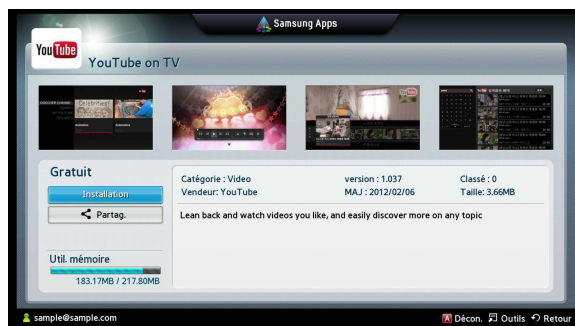 Samsung Apps
YouTube
YouTube on TV
Gratuit
Installation
Partag.
Util. mémoire
183.17MB / 217.80MB
Catégorie : Video
version : 1.037
Classé : 0
Vendeur: YouTube
MAJ : 2012/02/06
Taille: 3.66MB
Lean back and watch videos you like, and easily discover more on any topic
sample@sample.com
A Décon.
Outils
Retour